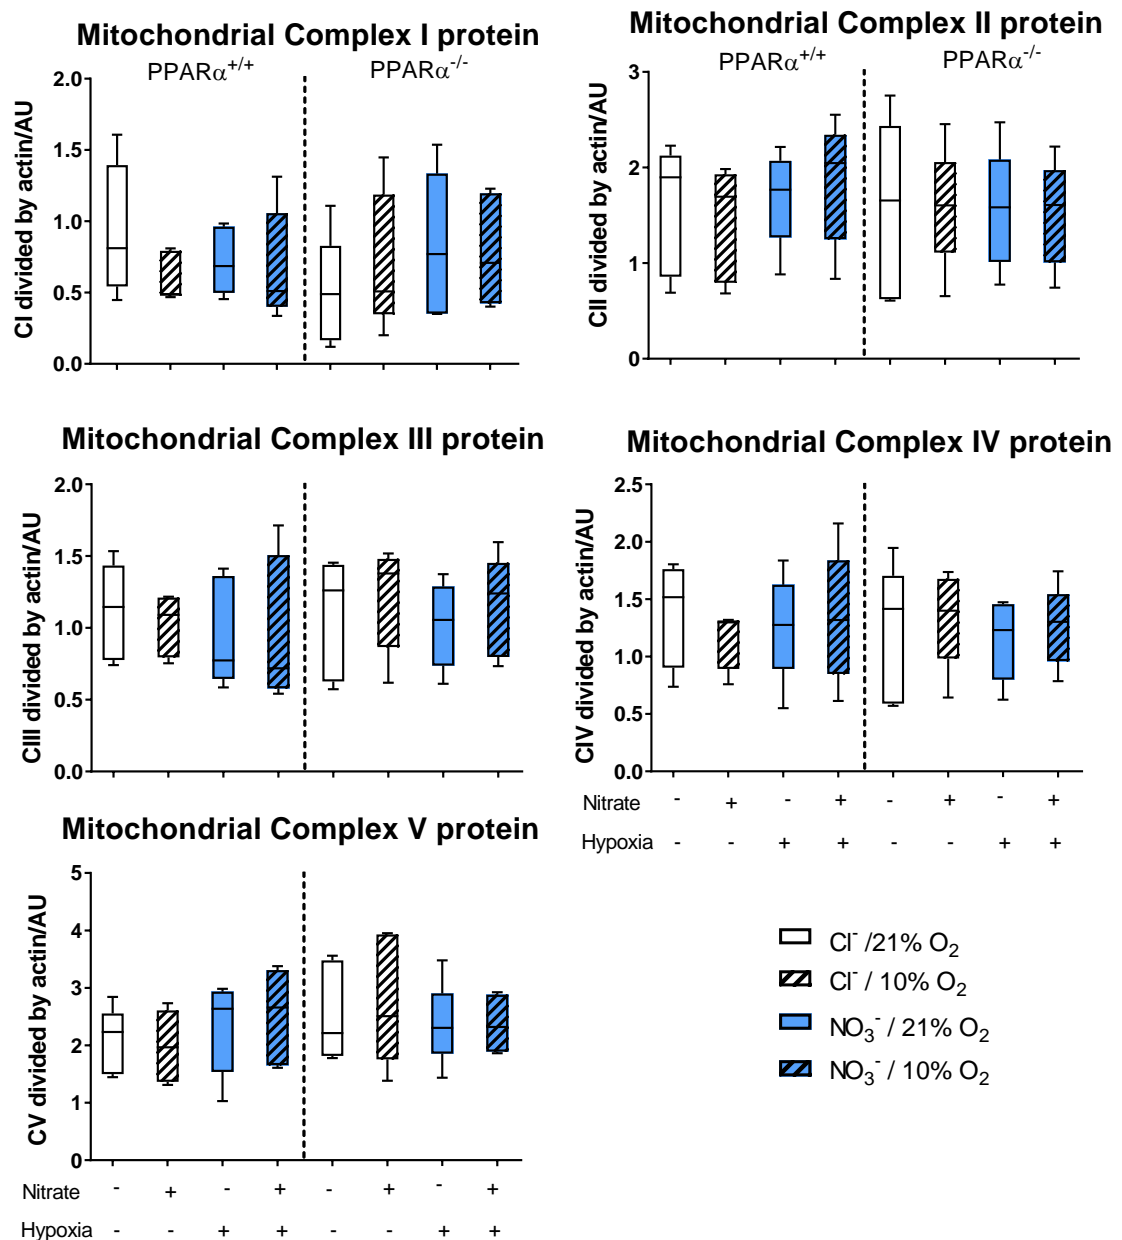 Mitochondrial Complex I protein
PPARα+/+ PPARα-/-
CI divided by actin/AU
2.0
1.5
1.0
0.5
0.0
Mitochondrial Complex II protein
PPARα+/+ PPARα-/-
CII divided by actin/AU
3
2
1
0
Mitochondrial Complex III protein
CIII divided by actin/AU
2.0
1.5
1.0
0.5
0.0
Mitochondrial Complex IV protein
CIV divided by actin/AU
2.5
2.0
1.5
1.0
0.5
0.0
Nitrate - + - + - + - +
Hypoxia - - + + - - + +
Mitochondrial Complex V protein
CV divided by actin/AU
5
4
3
2
1
0
Nitrate - + - + - + - +
Hypoxia - - + + - - + +
Cl- /21% O2
Cl- / 10% O2
NO3- / 21% O2
NO3- / 10% O2